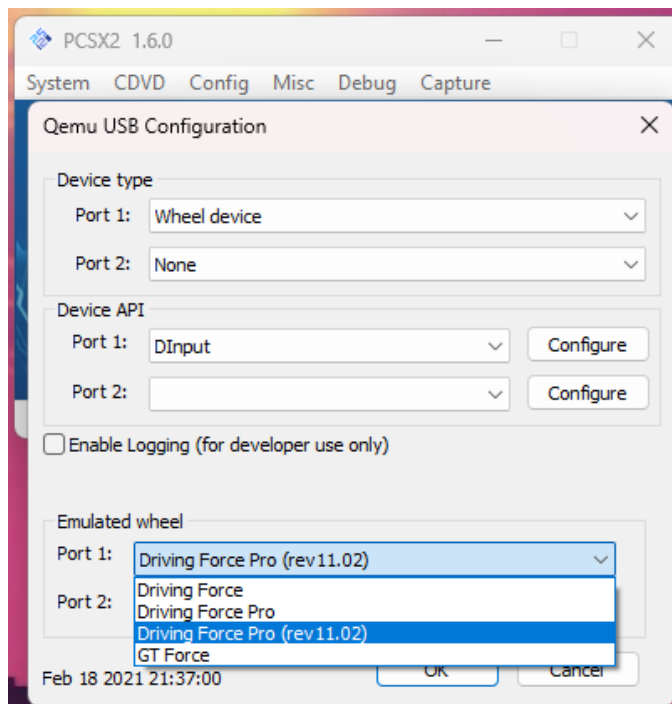 PCSX2 1.6.0
System CDVD Config Misc Debug Capture
Qemu USB Configuration
Device type
Port 1: Wheel device
Port 2: None
Device API
Port 1: DInput Configure
Port 2: Configure
Enable Logging (for developer use only)
Emulated wheel
Port 1: Driving Force Pro (rev11.02)
Driving Force
Port 2: Driving Force Pro
Driving Force Pro (rev11.02)
GT Force
Feb 18 2021 21:37:00 OK Cancel